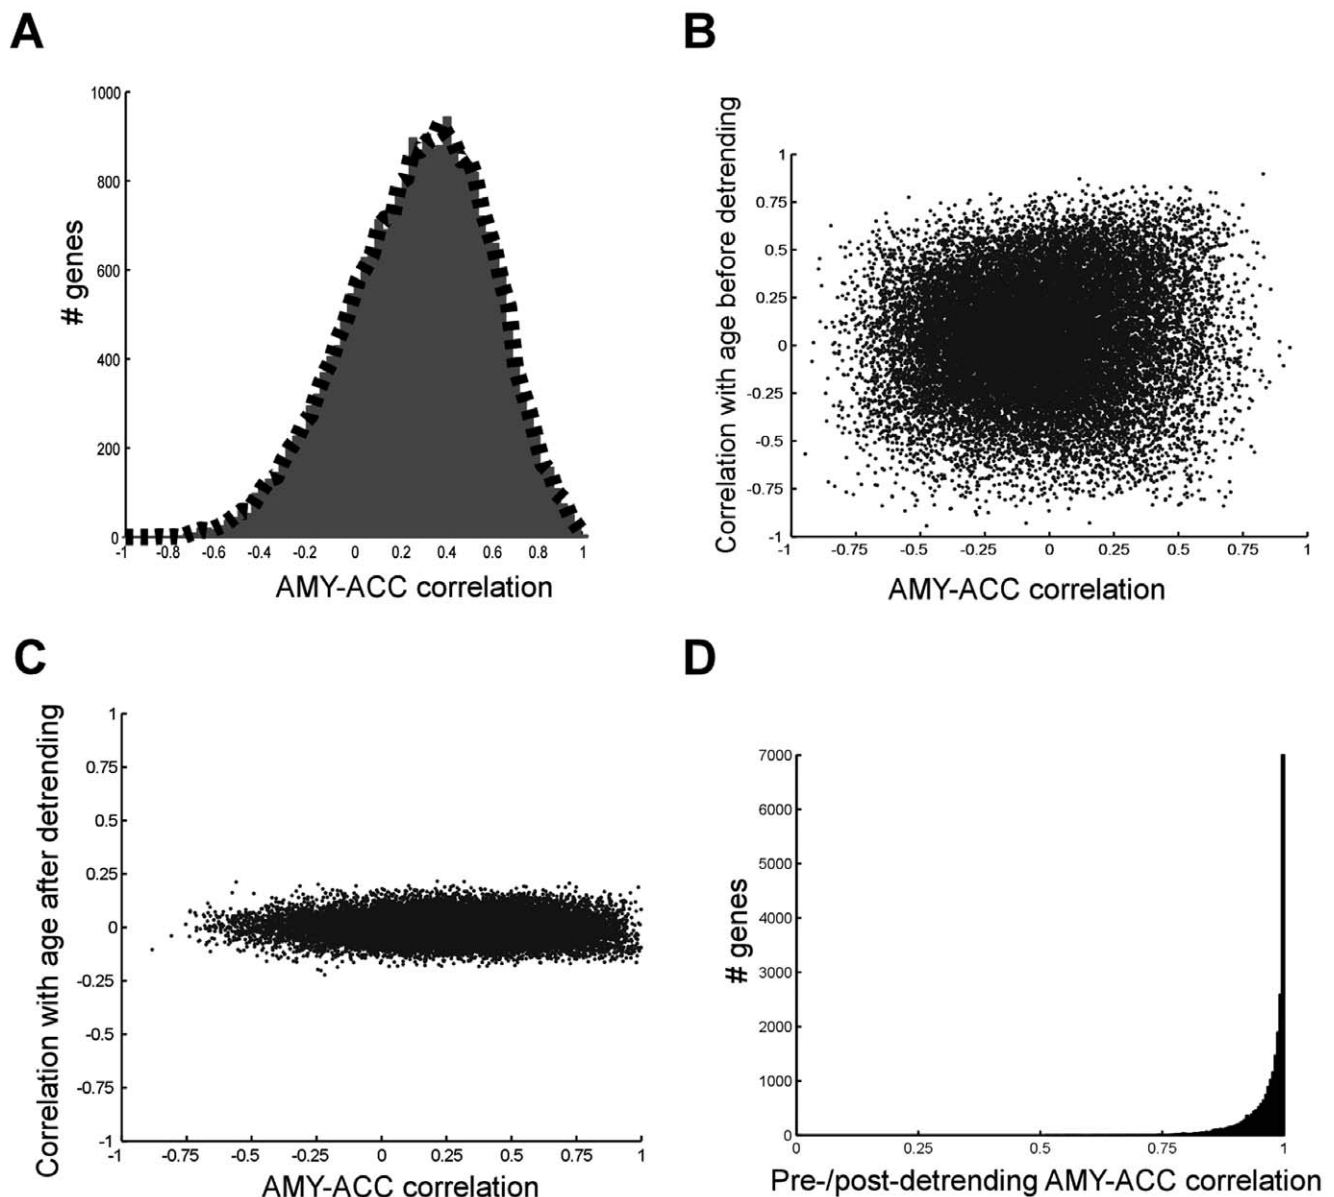 A
B
1000
800
600
400
200
0
# genes
-1 -0.8 -0.6 -0.4 -0.2 0 0.2 0.4 0.6 0.8 1
AMY-ACC correlation
Correlation with age before detrending
1
0.75
0.5
0.25
0
-0.25
-0.5
-0.75
-1
-1 -0.75 -0.5 -0.25 0 0.25 0.5 0.75 1
AMY-ACC correlation
C
D
Correlation with age after detrending
1
0.75
0.5
0.25
0
-0.25
-0.5
-0.75
-1
-1 -0.75 -0.5 -0.25 0 0.25 0.5 0.75 1
AMY-ACC correlation
# genes
7000
6000
5000
4000
3000
2000
1000
0
0 0.25 0.5 0.75 1
Pre-/post-detrending AMY-ACC correlation